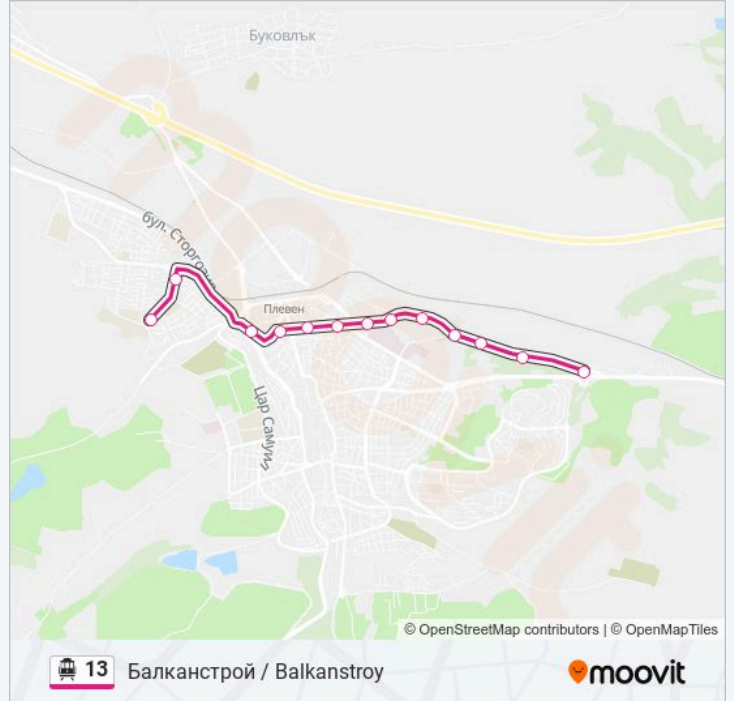 Буковлък
бул. Сторгозия
Плевен
Цар Самуил
© OpenStreetMap contributors | © OpenMapTiles
13 Балканстрой / Balkanstroy
moovit